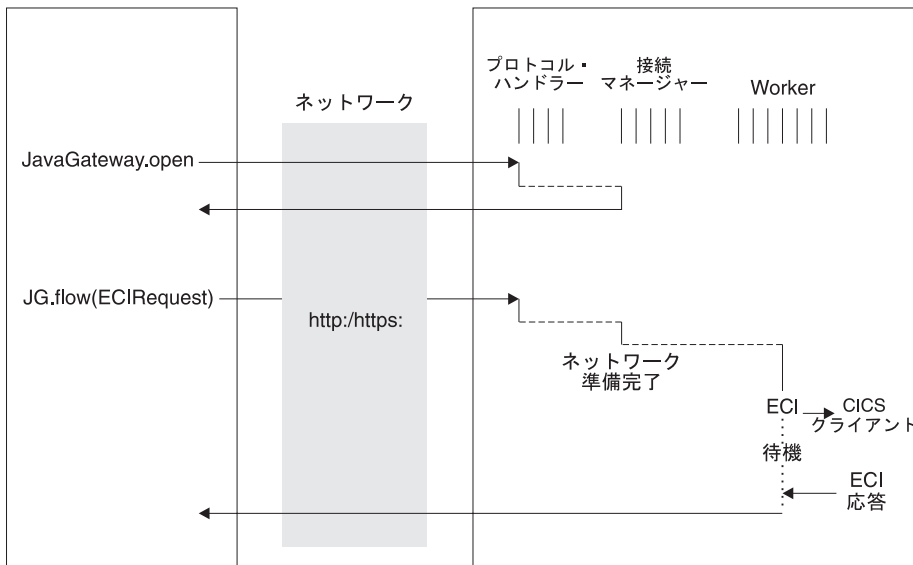 プロトコル・
ハンドラー
接続
マネージャー
Worker
ネットワーク
JavaGateway.open
JG.flow(ECIRequest)
http:/https:
ネットワーク
準備完了
ECI
CICS
クライアント
待機
ECI
応答